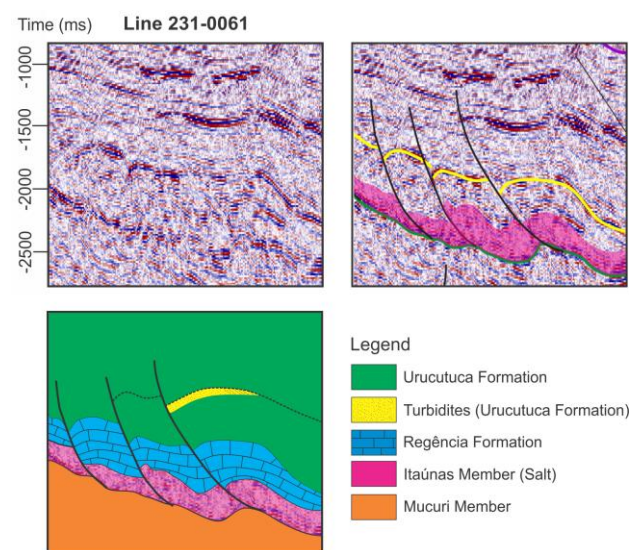 Time (ms) Line 231-0061
-1000
-1500
-2000
-2500
Legend
Urucutuca Formation
Turbidites (Urucutuca Formation)
Regência Formation
Itaúnas Member (Salt)
Mucuri Member